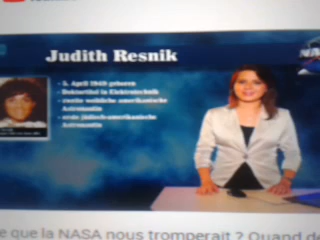 Judith Resnik
- 5. April 1949 geboren
- Doktortitel in Elektrotechnik
- zweite weibliche amerikanische
Astronautin
- erste jüdisch-amerikanische
Astronautin
NASA
e que la NASA nous tromperait ? Quand de